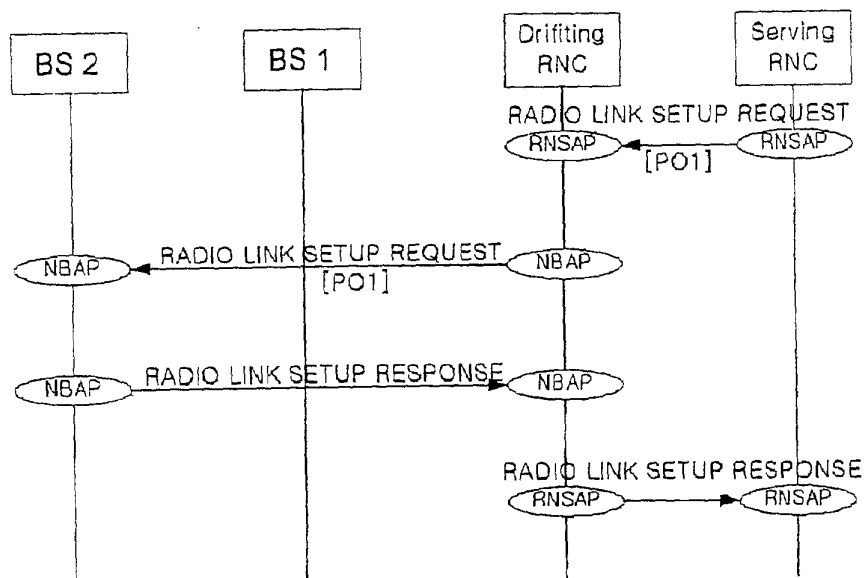 BS 2
BS 1
Drifiting
RNC
Serving
RNC
RADIO LINK SETUP REQUEST
RNSAP
RNSAP
[PO1]
RADIO LINK SETUP REQUEST
NBAP
NBAP
[PO1]
RADIO LINK SETUP RESPONSE
NBAP
NBAP
RADIO LINK SETUP RESPONSE
RNSAP
RNSAP